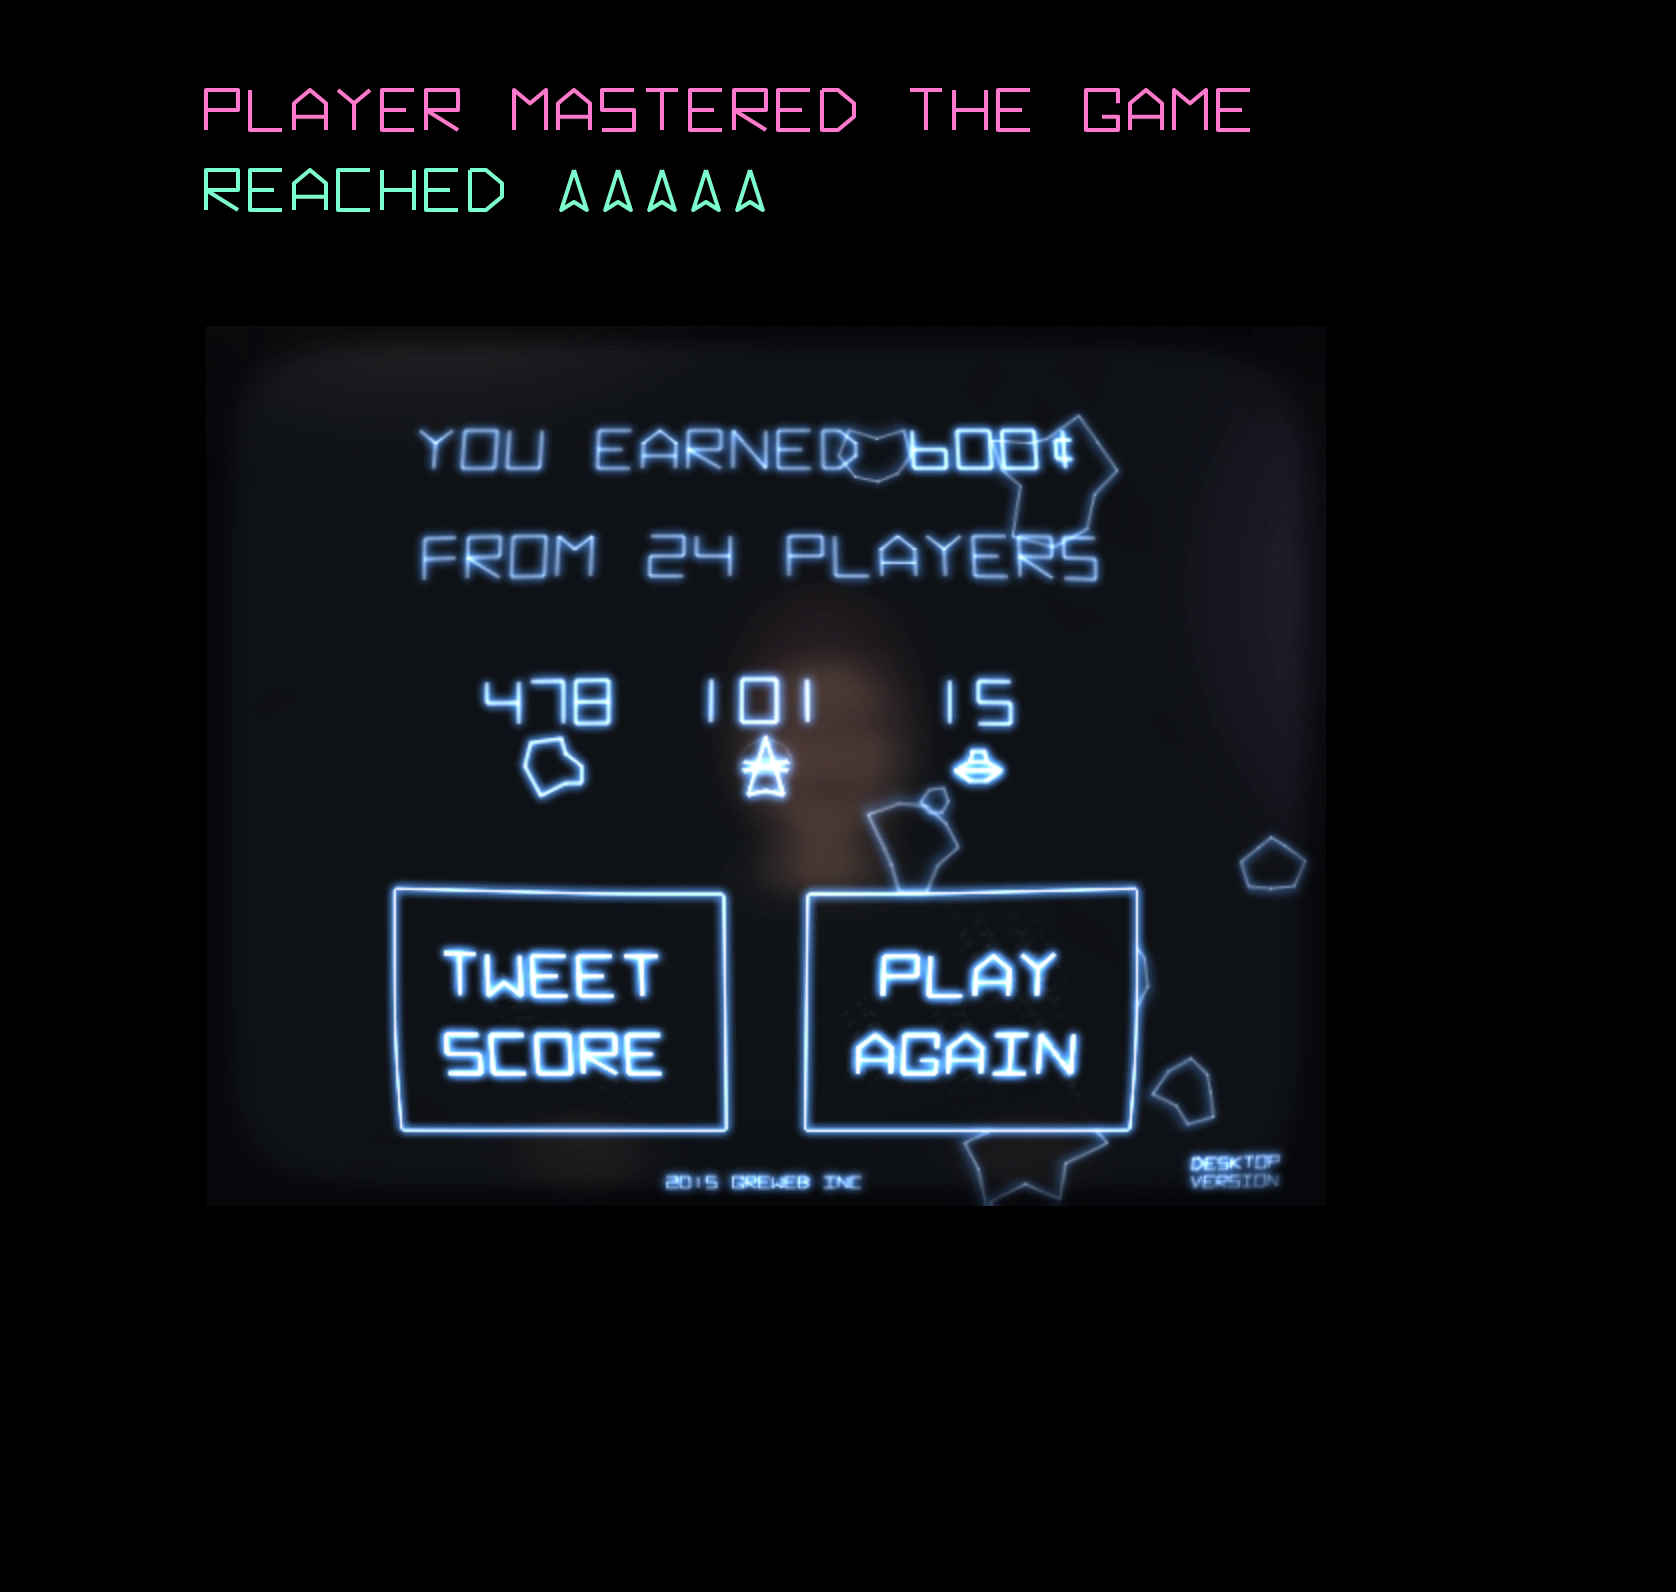 PLAYER MASTERED THE GAME
REACHED
YOU EARNED 600¢
FROM 24 PLAYERS
478 101 15
TWEET SCORE
PLAY AGAIN
2015 GREWEB INC
DESKTOP VERSION